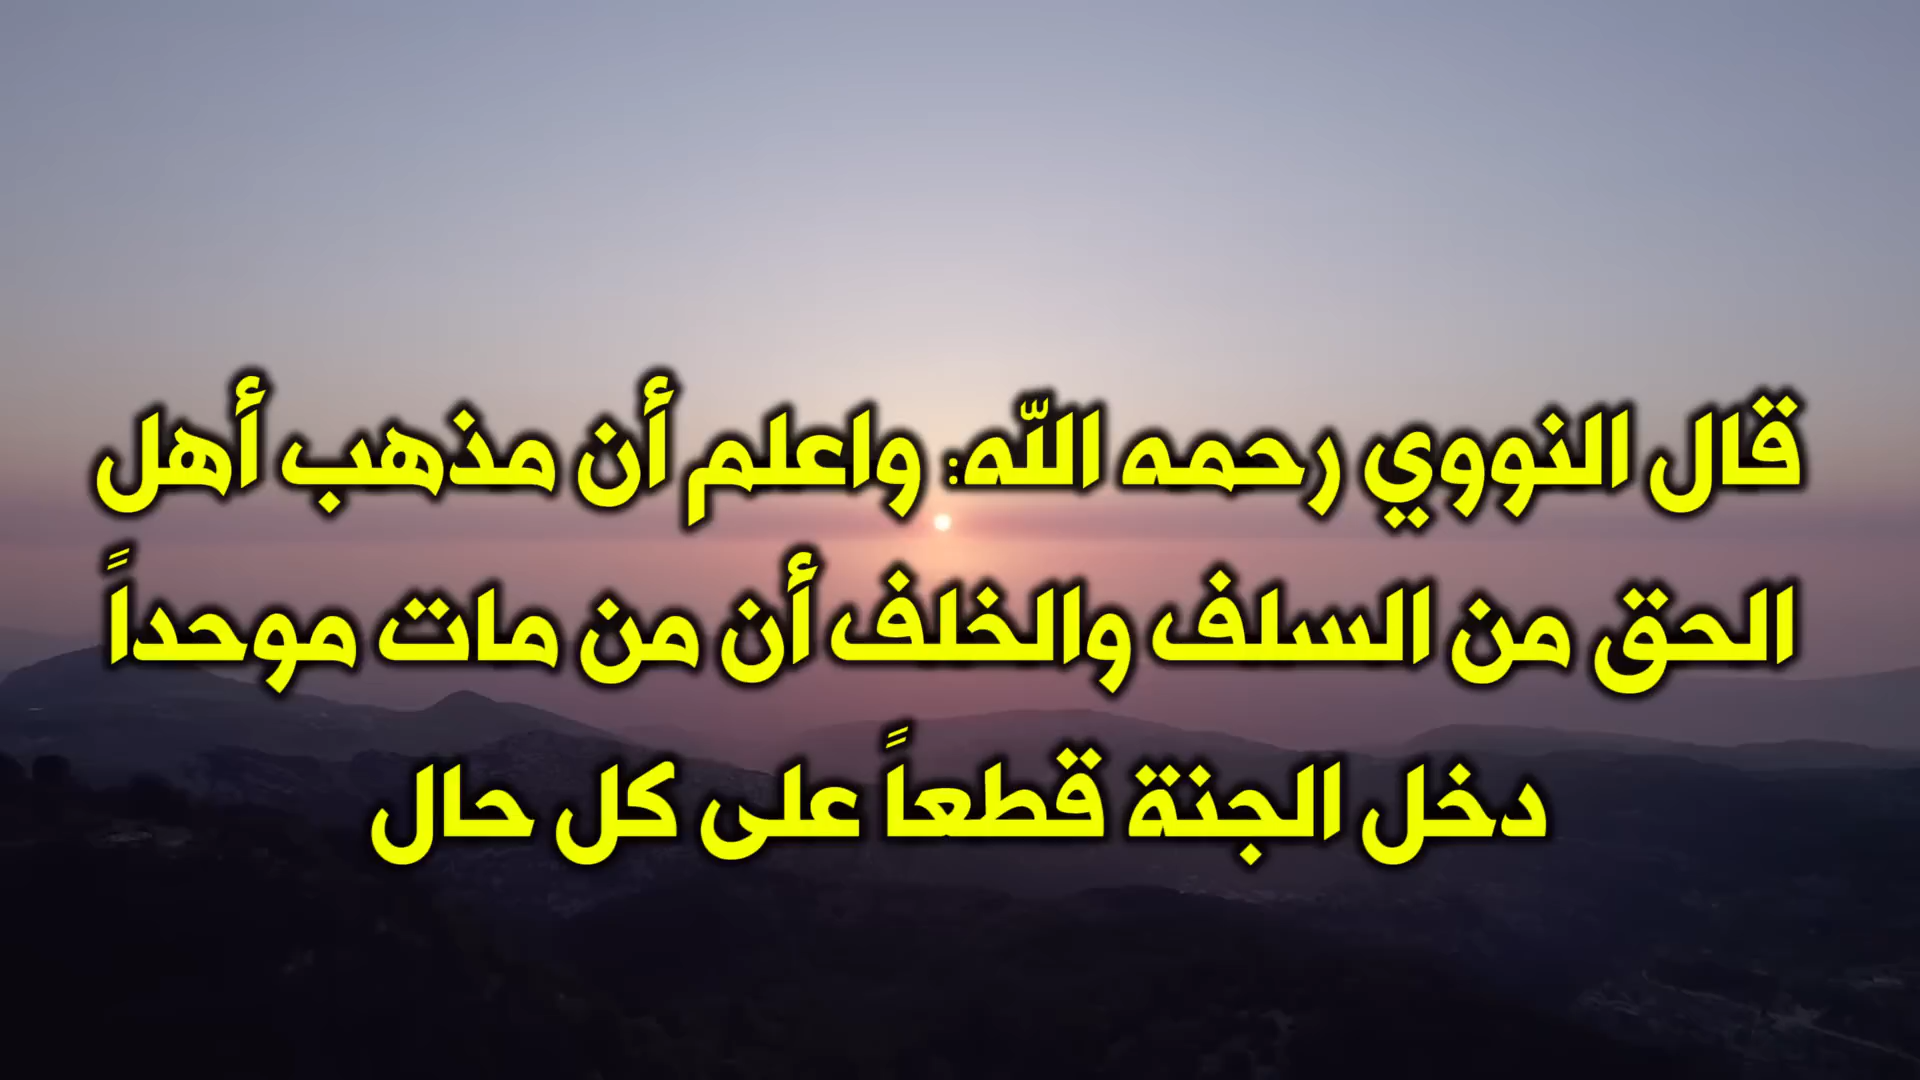 قال النووي رحمه اللّه: واعلم أن مذهب أهل
الحق من السلف والخلف أن من مات موحداً
دخل الجنة قطعاً على كل حال